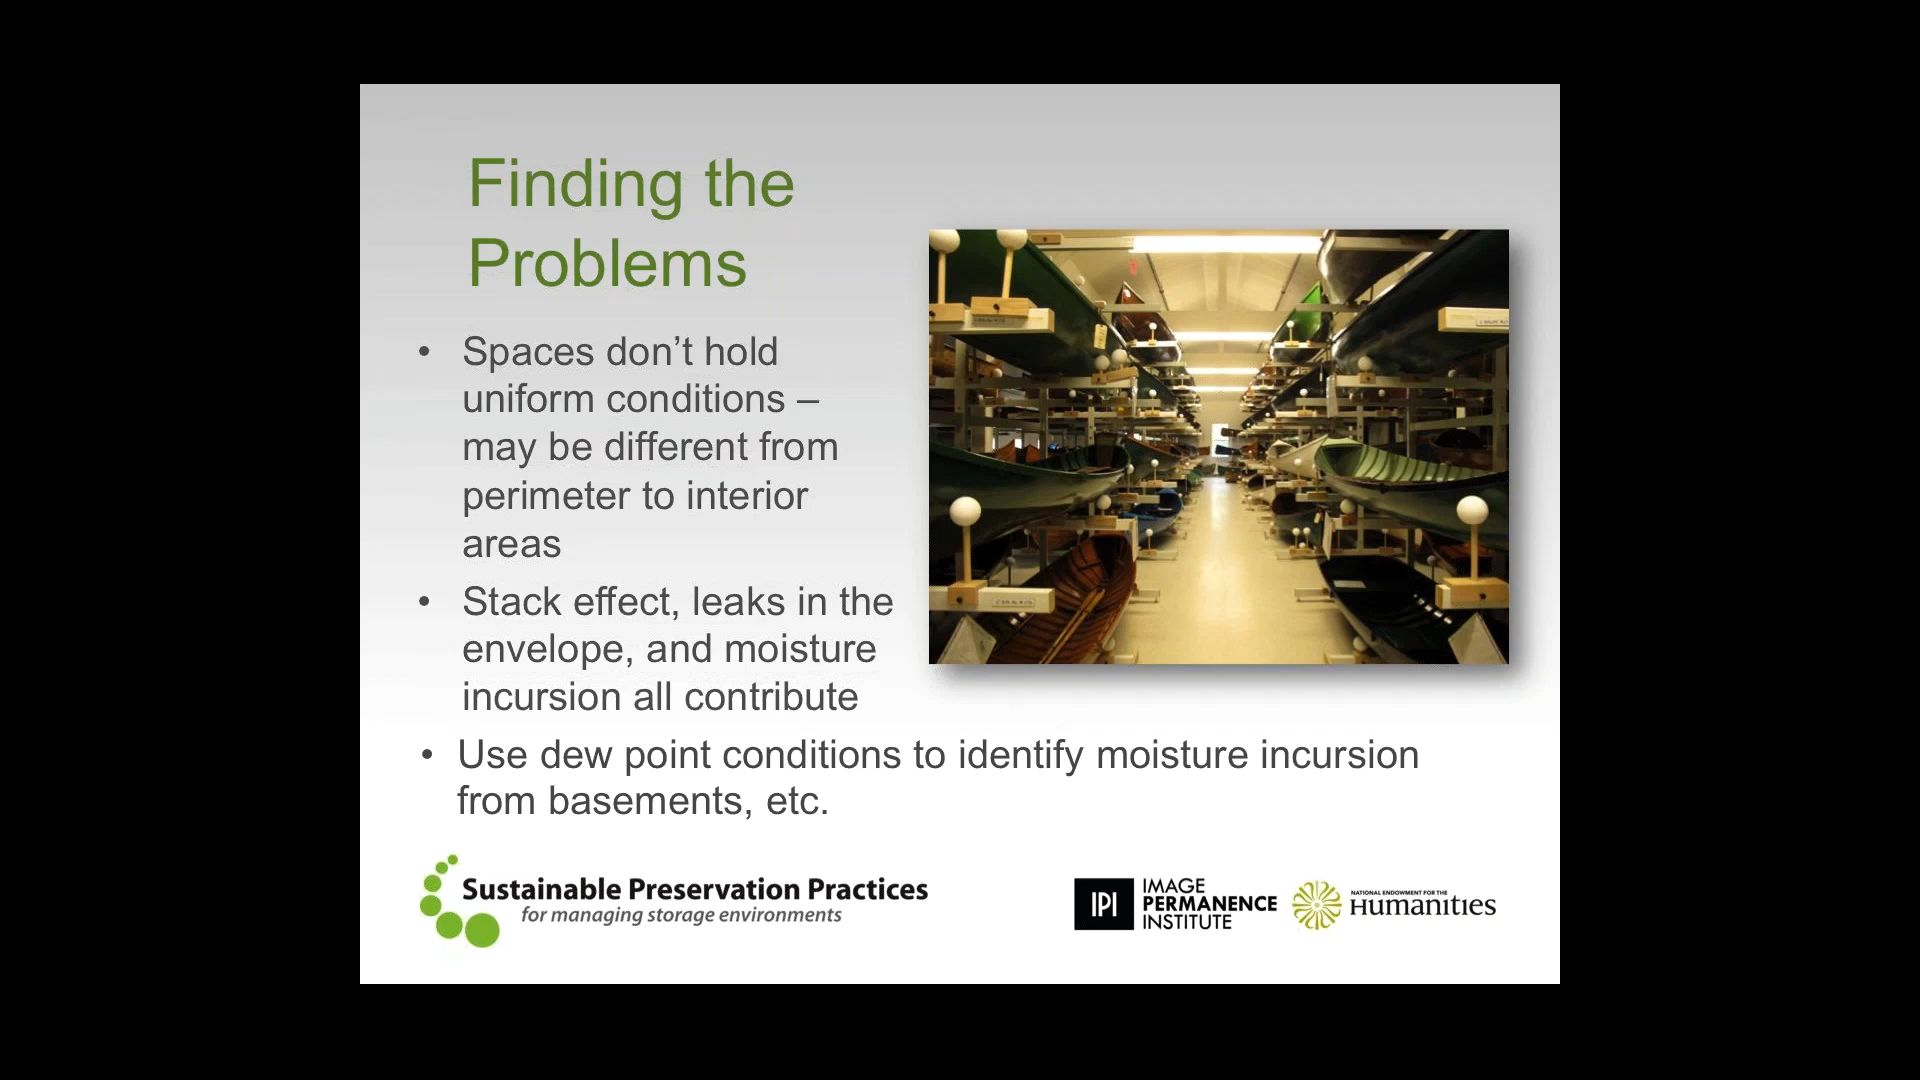 Finding the
Problems
• Spaces don’t hold
uniform conditions –
may be different from
perimeter to interior
areas
• Stack effect, leaks in the
envelope, and moisture
incursion all contribute
• Use dew point conditions to identify moisture incursion
from basements, etc.
Sustainable Preservation Practices
for managing storage environments
IPI
IMAGE
PERMANENCE
INSTITUTE
NATIONAL ENDOWMENT FOR THE
Humanities